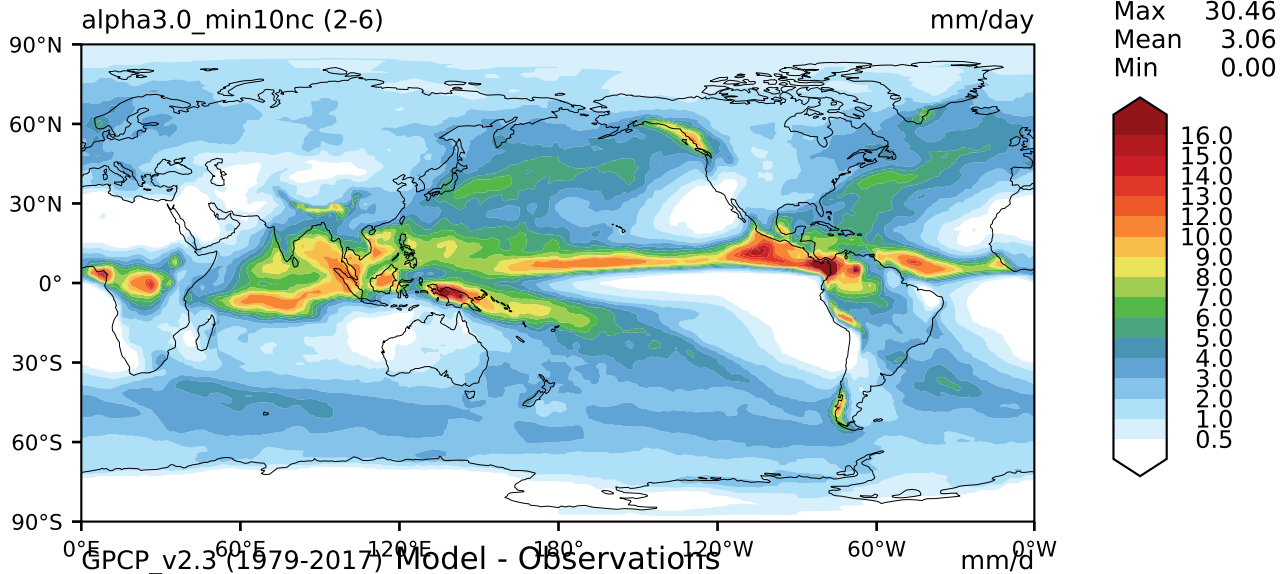 alpha3.0_min10nc (2-6) mm/day
Max 30.46
Mean 3.06
Min 0.00
90°N
60°N
30°N
0°
30°S
60°S
90°S
16.0
15.0
14.0
13.0
12.0
10.0
9.0
8.0
7.0
6.0
5.0
4.0
3.0
2.0
1.0
0.5
0°E 60°E 120°E 180° 120°W 60°W 0°W
GPCP_v2.3 (1979-2017) Model - Observations mm/d